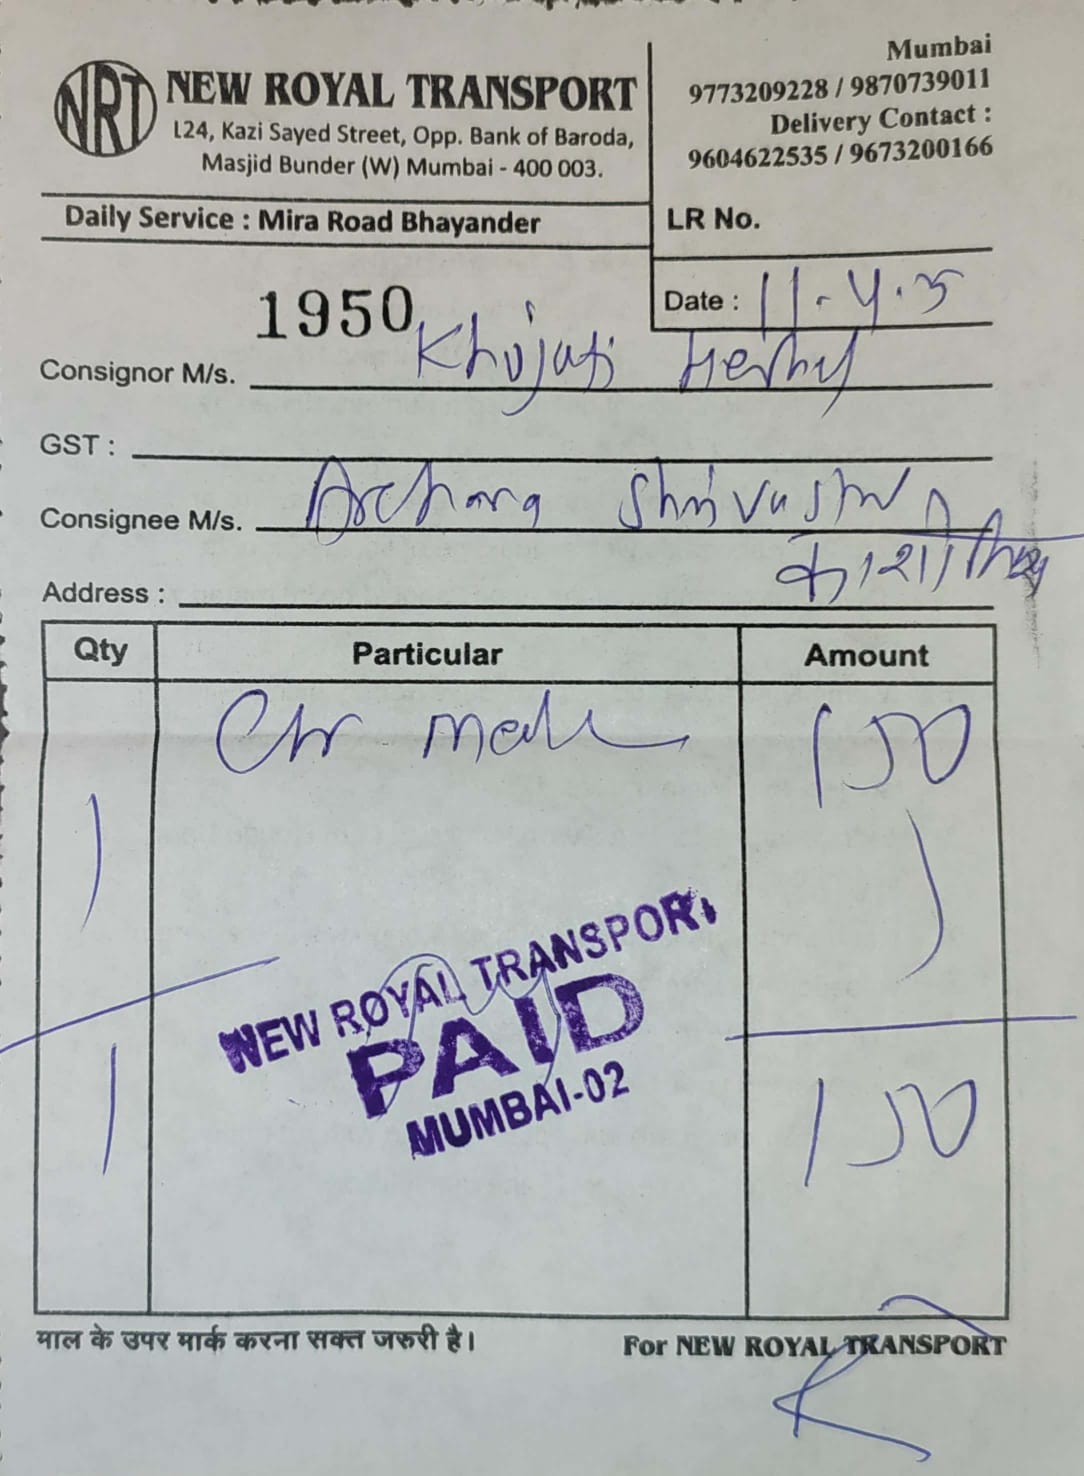 NRT
NEW ROYAL TRANSPORT
L24, Kazi Sayed Street, Opp. Bank of Baroda,
Masjid Bunder (W) Mumbai - 400 003.
Mumbai
9773209228 / 9870739011
Delivery Contact :
9604622535 / 9673200166
Daily Service : Mira Road Bhayander
LR No.
1950
Date : 11-4.
Consignor M/s. Khojati
GST :
Consignee M/s. Archana
Address :
Qty Particular Amount
150
1
NEW ROYAL TRANSPORT
PAID
MUMBAI-02
1 150
माल के उपर मार्क करना सक्त जरुरी है।
For NEW ROYAL TRANSPORT